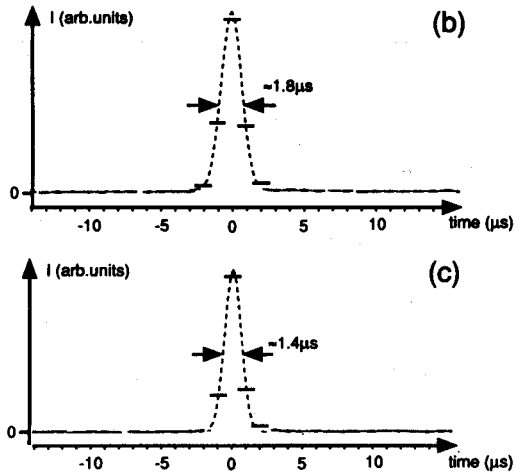 I (arb.units)
(b)
≈1.8μs
0
-10 -5 0 5 10 time (μs)
I (arb.units)
(c)
≈1.4μs
0
-10 -5 0 5 10 time (μs)